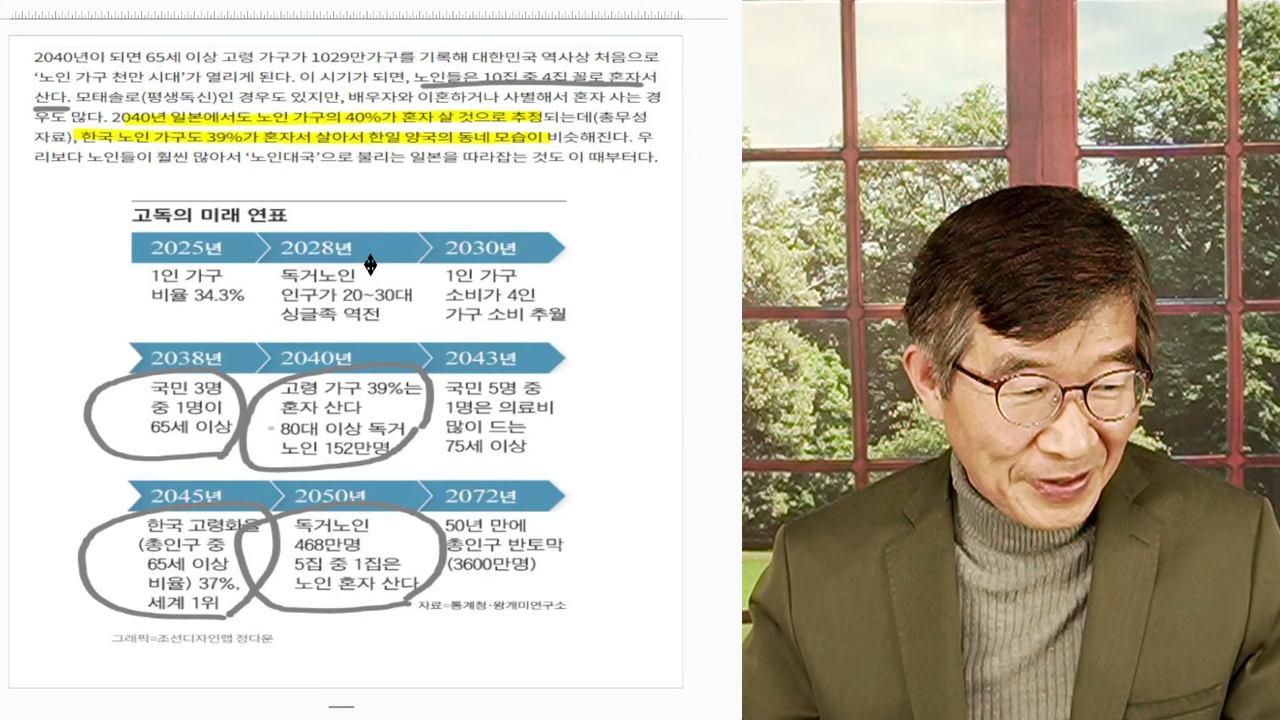 2040년이 되면 65세 이상 고령 가구가 1029만가구를 기록해 대한민국 역사상 처음으로
‘노인 가구 천만 시대’가 열리게 된다. 이 시기가 되면, 노인들은 10집 중 4집 꼴로 혼자서
산다. 모태솔로(평생독신)인 경우도 있지만, 배우자와 이혼하거나 사별해서 혼자 사는 경
우도 많다. 2040년 일본에서도 노인 가구의 40%가 혼자 살 것으로 추정되는데(총무성
자료), 한국 노인 가구도 39%가 혼자서 살아서 한일 양국의 동네 모습이 비슷해진다. 우
리보다 노인들이 훨씬 많아서 ‘노인대국’으로 불리는 일본을 따라잡는 것도 이 때부터다.
고독의 미래 연표
2025년 2028년 2030년
1인 가구 독거노인 1인 가구
비율 34.3% 인구가 20~30대 소비가 4인
싱글족 역전 가구 소비 추월
2038년 2040년 2043년
국민 3명 고령 가구 39%는 국민 5명 중
중 1명이 혼자 산다 1명은 의료비
65세 이상 80대 이상 독거 많이 드는
노인 152만명 75세 이상
2045년 2050년 2072년
한국 고령화율 독거노인 50년 만에
(총인구 중 468만명 총인구 반토막
65세 이상 5집 중 1집은 (3600만명)
비율) 37%, 노인 혼자 산다
세계 1위 자료=통계청·왕개미연구소
그래픽=조선디자인랩 정다운